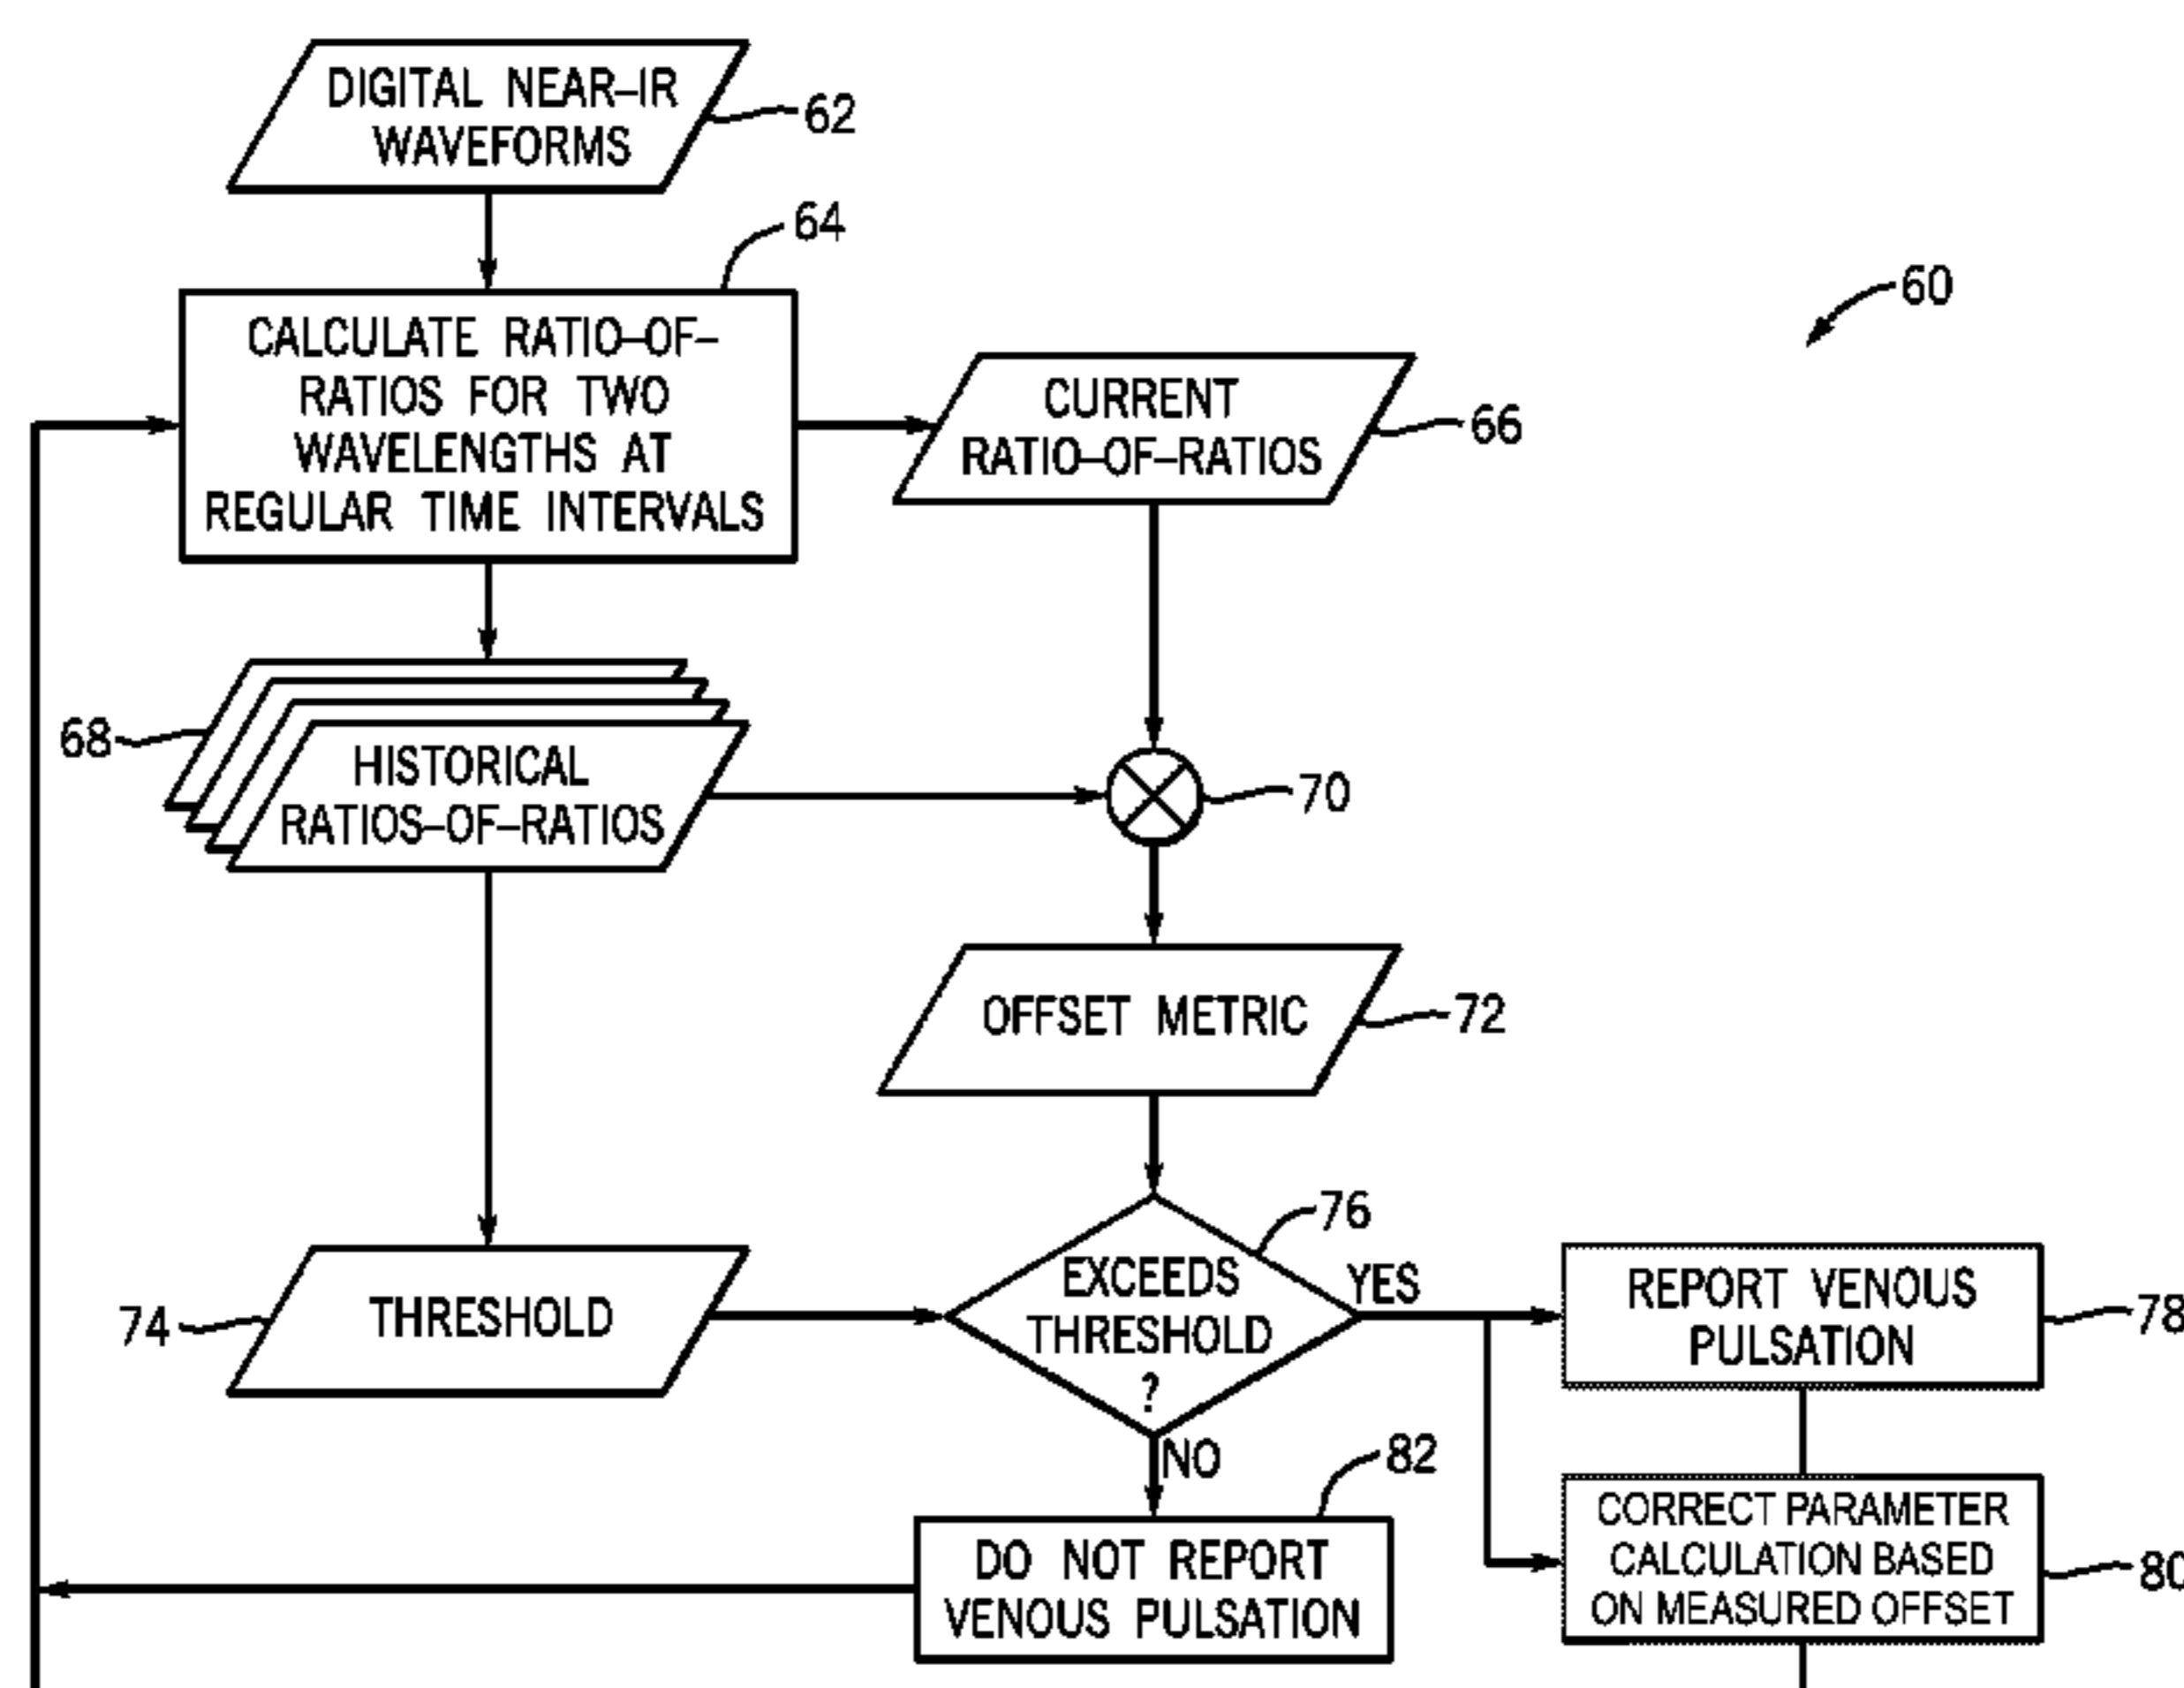 DIGITAL NEAR-IR
WAVEFORMS
62
64
60
CALCULATE RATIO-OF-
RATIOS FOR TWO
WAVELENGTHS AT
REGULAR TIME INTERVALS
CURRENT
RATIO-OF-RATIOS
66
68
HISTORICAL
RATIOS-OF-RATIOS
70
OFFSET METRIC
72
74
THRESHOLD
76
EXCEEDS
THRESHOLD
?
YES
REPORT VENOUS
PULSATION
78
NO
82
DO NOT REPORT
VENOUS PULSATION
CORRECT PARAMETER
CALCULATION BASED
ON MEASURED OFFSET
80